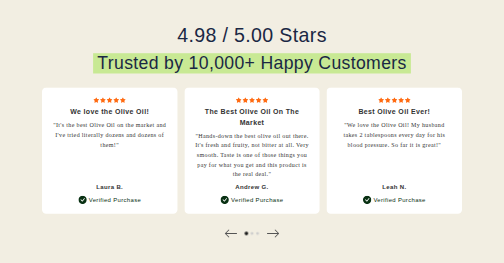 4.98 / 5.00 Stars
Trusted by 10,000+ Happy Customers
We love the Olive Oil!
"It's the best Olive Oil on the market and
I've tried literally dozens and dozens of
them!"
Laura B.
Verified Purchase
The Best Olive Oil On The
Market
"Hands-down the best olive oil out there.
It's fresh and fruity, not bitter at all. Very
smooth. Taste is one of those things you
pay for what you get and this product is
the real deal."
Andrew G.
Verified Purchase
Best Olive Oil Ever!
"We love the Olive Oil! My husband
takes 2 tablespoons every day for his
blood pressure. So far it is great!"
Leah N.
Verified Purchase